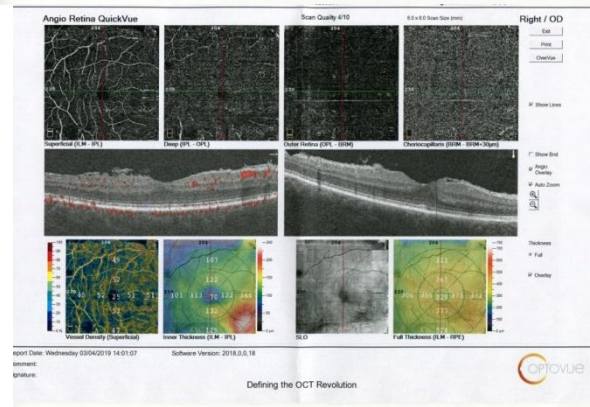 Angio Retina QuickVue
Scan Quality 4/10
6.0 x 6.0 Scan Size (mm)
Right / OD
Exit
Print
OverVue
Show Lines
Superficial (ILM - IPL)
Deep (IPL - OPL)
Outer Retina (OPL - BRM)
Choriocapillaris (BRM - BRM+30µm)
Show End
Angio
Overlay
Auto Zoom
Thickness
Full
Overlay
Vessel Density (Superficial)
Inner Thickness (ILM - IPL)
SLO
Full Thickness (ILM - RPE)
eport Date: Wednesday 03/04/2019 14:01:07
Software Version: 2018,0,0,18
omment:
ignature:
OPTOVUE
Defining the OCT Revolution